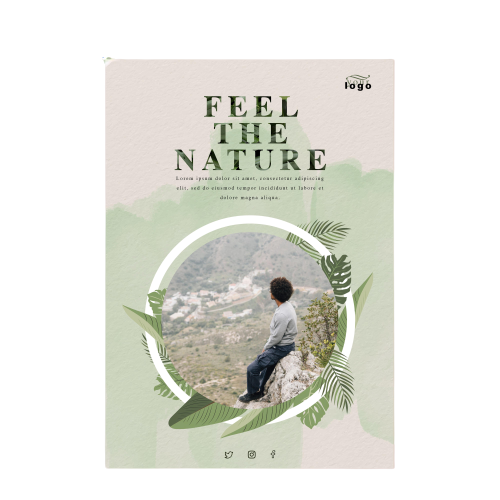 logo
FEEL
THE
NATURE
Lorem ipsum dolor sit amet, consectetur adipiscing
elit, sed do eiusmod tempor incididunt ut labore et
dolore magna aliqua.